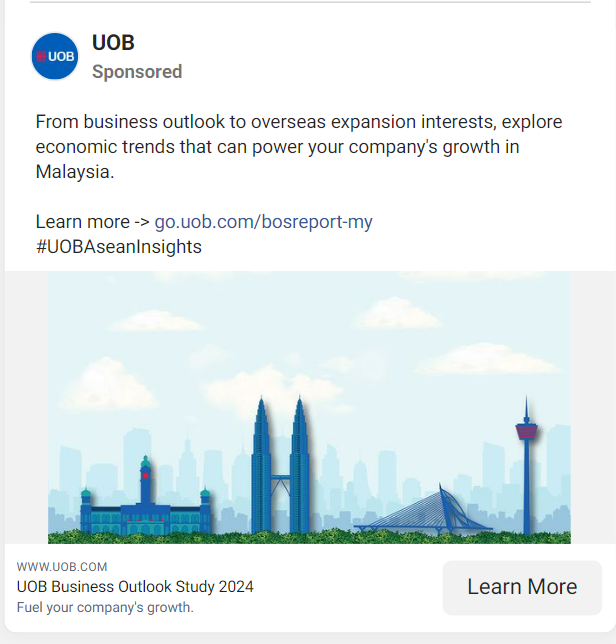 UOB
UOB
Sponsored
From business outlook to overseas expansion interests, explore
economic trends that can power your company's growth in
Malaysia.
Learn more -> go.uob.com/bosreport-my
#UOBAseanInsights
WWW.UOB.COM
UOB Business Outlook Study 2024
Fuel your company's growth.
Learn More